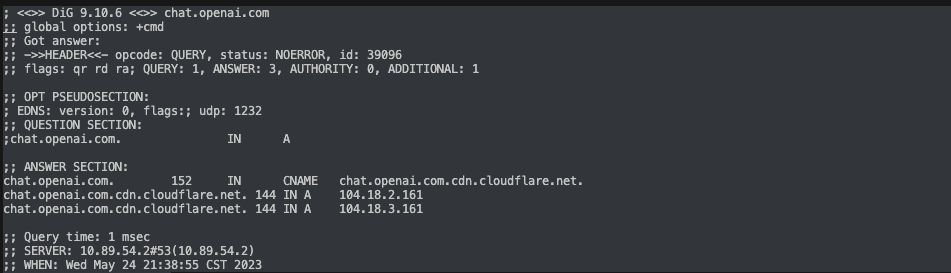 ; <<>> DiG 9.10.6 <<>> chat.openai.com
;; global options: +cmd
;; Got answer:
;; ->>HEADER<<- opcode: QUERY, status: NOERROR, id: 39096
;; flags: qr rd ra; QUERY: 1, ANSWER: 3, AUTHORITY: 0, ADDITIONAL: 1

;; OPT PSEUDOSECTION:
; EDNS: version: 0, flags:; udp: 1232
;; QUESTION SECTION:
;chat.openai.com.		IN	A

;; ANSWER SECTION:
chat.openai.com.	152	IN	CNAME	chat.openai.com.cdn.cloudflare.net.
chat.openai.com.cdn.cloudflare.net. 144 IN A	104.18.2.161
chat.openai.com.cdn.cloudflare.net. 144 IN A	104.18.3.161

;; Query time: 1 msec
;; SERVER: 10.89.54.2#53(10.89.54.2)
;; WHEN: Wed May 24 21:38:55 CST 2023